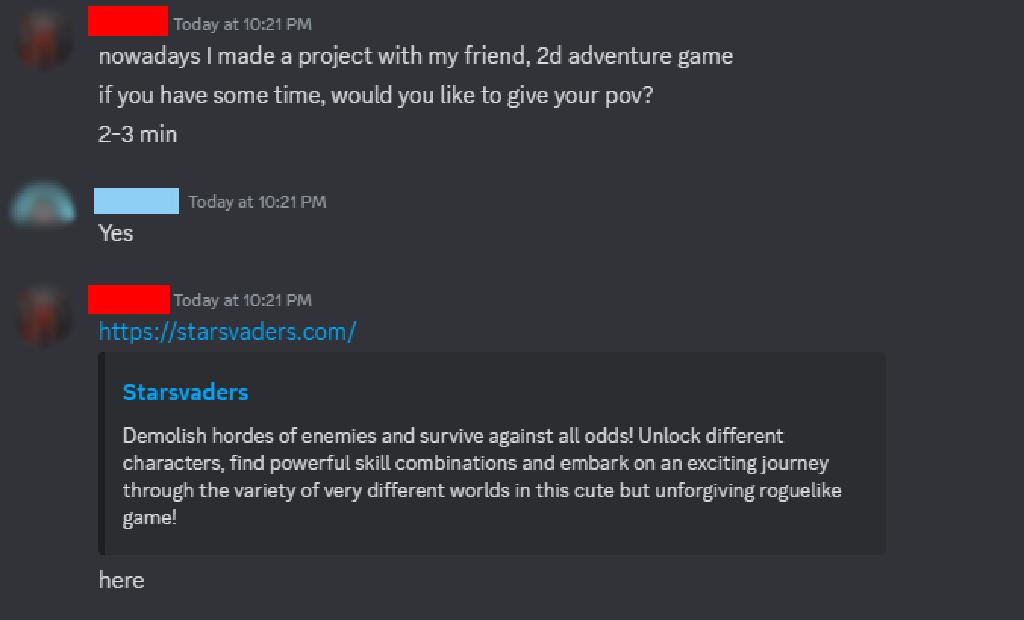 Today at 10:21 PM
nowadays I made a project with my friend, 2d adventure game
if you have some time, would you like to give your pov?
2-3 min
Today at 10:21 PM
Yes
Today at 10:21 PM
https://starsvaders.com/
Starsvaders
Demolish hordes of enemies and survive against all odds! Unlock different
characters, find powerful skill combinations and embark on an exciting journey
through the variety of very different worlds in this cute but unforgiving roguelike
game!
here